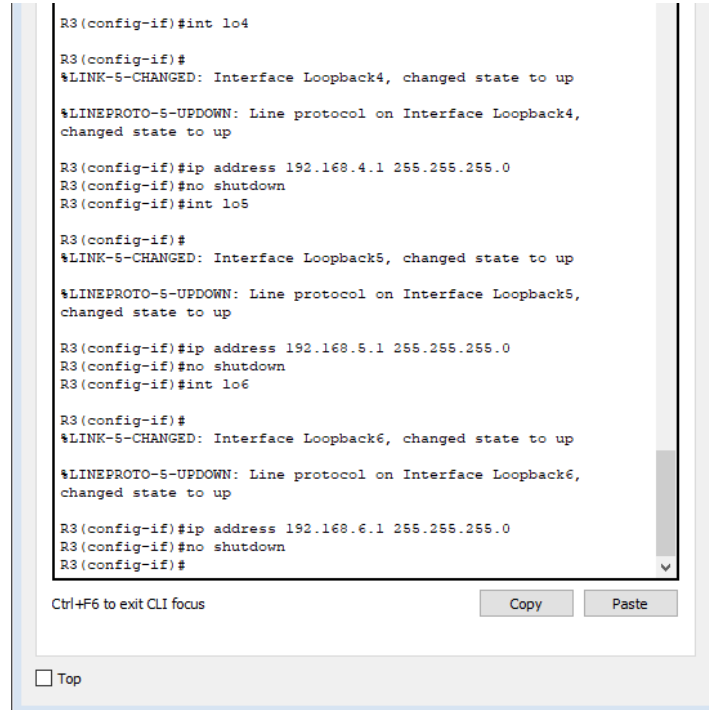 R3(config-if)#int lo4
R3(config-if)#
%LINK-5-CHANGED: Interface Loopback4, changed state to up
%LINEPROTO-5-UPDOWN: Line protocol on Interface Loopback4,
changed state to up
R3(config-if)#ip address 192.168.4.1 255.255.255.0
R3(config-if)#no shutdown
R3(config-if)#int lo5
R3(config-if)#
%LINK-5-CHANGED: Interface Loopback5, changed state to up
%LINEPROTO-5-UPDOWN: Line protocol on Interface Loopback5,
changed state to up
R3(config-if)#ip address 192.168.5.1 255.255.255.0
R3(config-if)#no shutdown
R3(config-if)#int lo6
R3(config-if)#
%LINK-5-CHANGED: Interface Loopback6, changed state to up
%LINEPROTO-5-UPDOWN: Line protocol on Interface Loopback6,
changed state to up
R3(config-if)#ip address 192.168.6.1 255.255.255.0
R3(config-if)#no shutdown
R3(config-if)#
Ctrl+F6 to exit CLI focus
Copy
Paste
Top